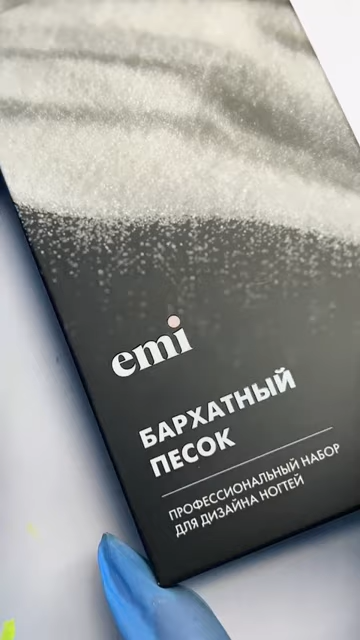 emi
БАРХАТНЫЙ
ПЕСОК
ПРОФЕССИОНАЛЬНЫЙ НАБОР
ДЛЯ ДИЗАЙНА НОГТЕЙ